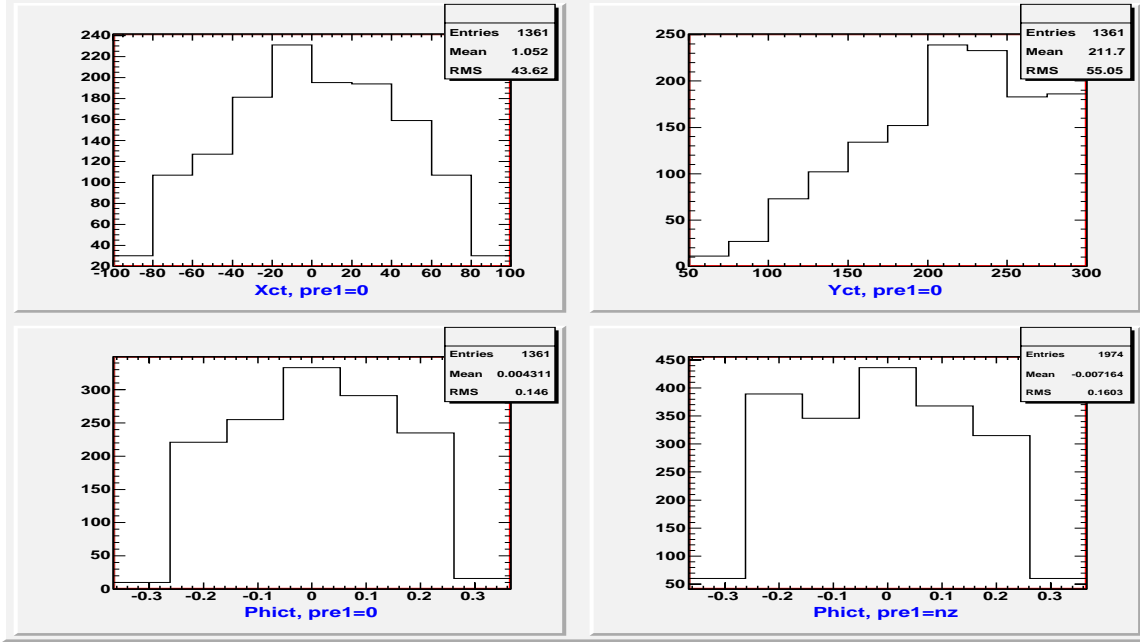 Entries 1361
Mean 1.052
RMS 43.62
240
220
200
180
160
140
120
100
80
60
40
20
-100 -80 -60 -40 -20 0 20 40 60 80 100
Xct, pre1=0
Entries 1361
Mean 211.7
RMS 55.05
250
200
150
100
50
0
50 100 150 200 250 300
Yct, pre1=0
Entries 1361
Mean 0.004311
RMS 0.146
300
250
200
150
100
50
0
-0.3 -0.2 -0.1 0 0.1 0.2 0.3
Phict, pre1=0
Entries 1974
Mean -0.007164
RMS 0.1603
450
400
350
300
250
200
150
100
50
-0.3 -0.2 -0.1 0 0.1 0.2 0.3
Phict, pre1=nz